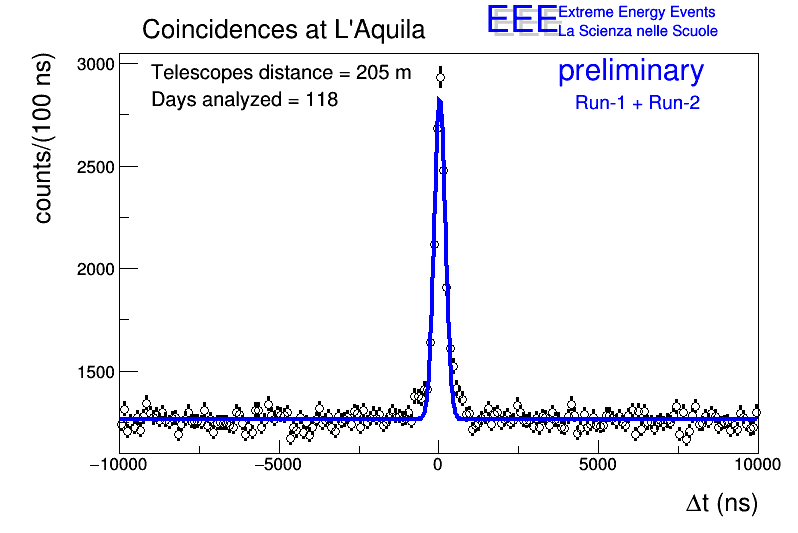 Coincidences at L'Aquila
EEE
Extreme Energy Events
La Scienza nelle Scuole
Telescopes distance = 205 m
Days analyzed = 118
preliminary
Run-1 + Run-2
counts/(100 ns)
3000
2500
2000
1500
−10000
−5000
0
5000
10000
Δt (ns)